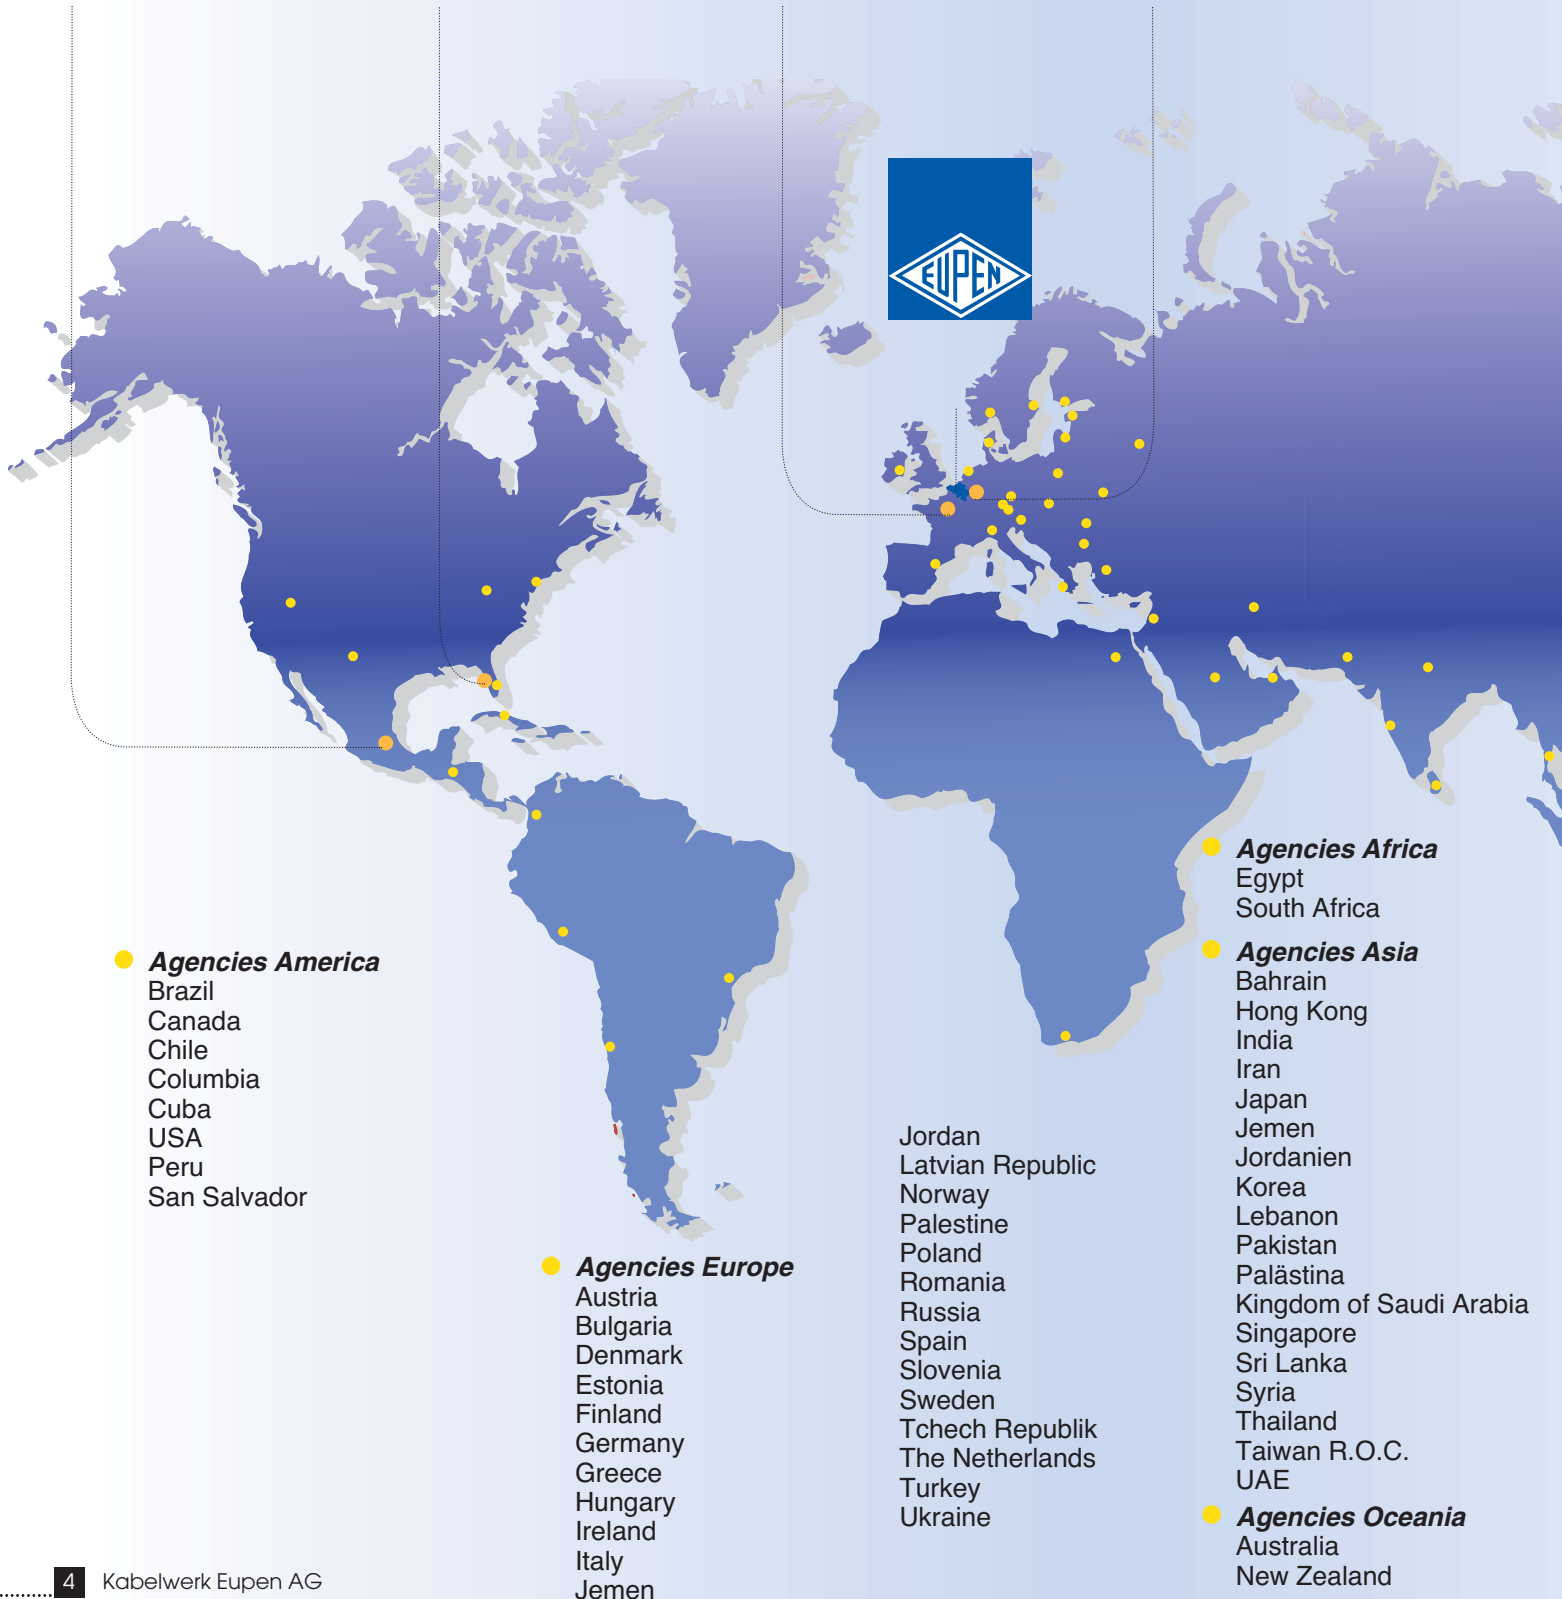 EUPEN
Agencies America
Brazil
Canada
Chile
Columbia
Cuba
USA
Peru
San Salvador
Agencies Europe
Austria
Bulgaria
Denmark
Estonia
Finland
Germany
Greece
Hungary
Ireland
Italy
Jemen
Jordan
Latvian Republic
Norway
Palestine
Poland
Romania
Russia
Spain
Slovenia
Sweden
Tchech Republik
The Netherlands
Turkey
Ukraine
Agencies Africa
Egypt
South Africa
Agencies Asia
Bahrain
Hong Kong
India
Iran
Japan
Jemen
Jordanien
Korea
Lebanon
Pakistan
Palästina
Kingdom of Saudi Arabia
Singapore
Sri Lanka
Syria
Thailand
Taiwan R.O.C.
UAE
Agencies Oceania
Australia
New Zealand
4 Kabelwerk Eupen AG